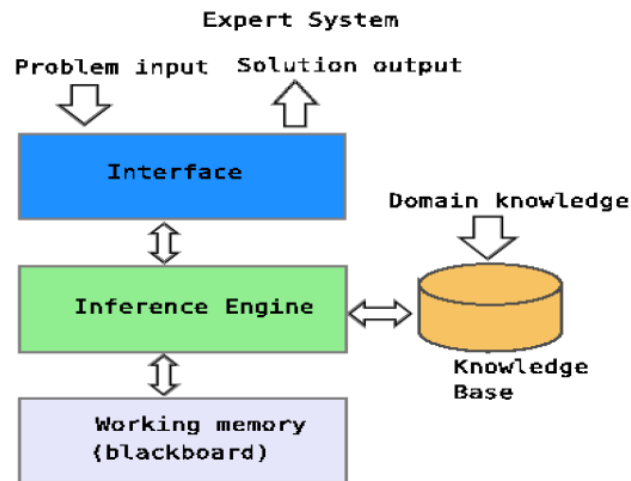 Expert System
Problem input
Solution output
Interface
Domain knowledge
Inference Engine
Knowledge
Base
Working memory
(blackboard)